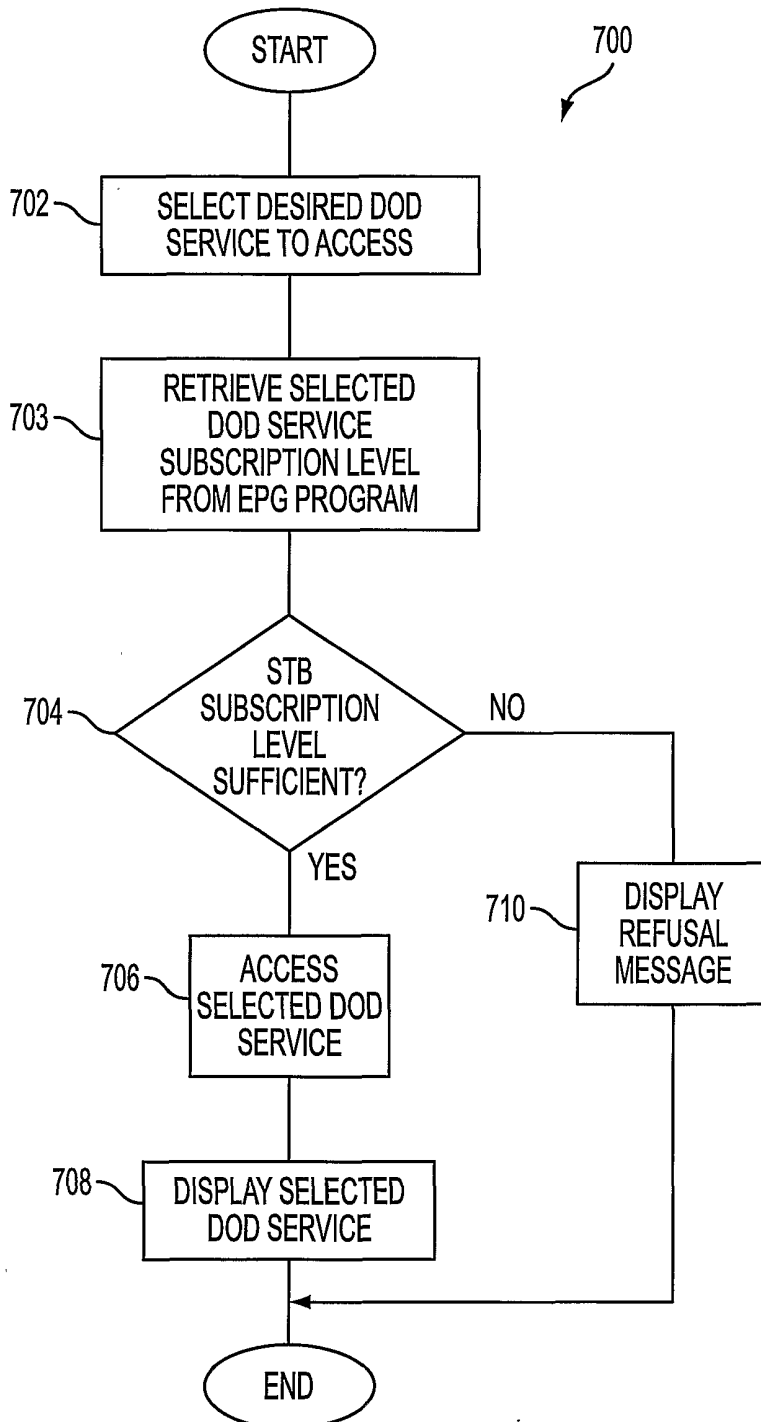 START
700
702
SELECT DESIRED DOD
SERVICE TO ACCESS
703
RETRIEVE SELECTED
DOD SERVICE
SUBSCRIPTION LEVEL
FROM EPG PROGRAM
704
STB
SUBSCRIPTION
LEVEL
SUFFICIENT?
NO
YES
706
ACCESS
SELECTED DOD
SERVICE
710
DISPLAY
REFUSAL
MESSAGE
708
DISPLAY SELECTED
DOD SERVICE
END